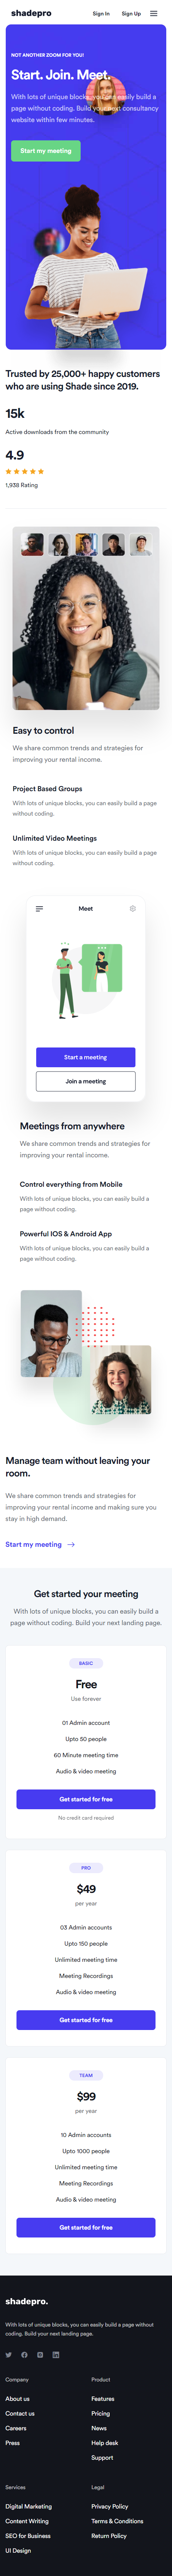 shadepro
Sign In
Sign Up
NOT ANOTHER ZOOM FOR YOU!
Start. Join. Meet.
With lots of unique blocks, you can easily build a
page without coding. Build your next consultancy
website within few minutes.
Start my meeting
Trusted by 25,000+ happy customers
who are using Shade since 2019.
15k
Active downloads from the community
4.9
1,938 Rating
Easy to control
We share common trends and strategies for
improving your rental income.
Project Based Groups
With lots of unique blocks, you can easily build a page
without coding.
Unlimited Video Meetings
With lots of unique blocks, you can easily build a page
without coding.
Meet
Start a meeting
Join a meeting
Meetings from anywhere
We share common trends and strategies for
improving your rental income.
Control everything from Mobile
With lots of unique blocks, you can easily build a
page without coding.
Powerful IOS & Android App
With lots of unique blocks, you can easily build a
page without coding.
Manage team without leaving your
room.
We share common trends and strategies for
improving your rental income and making sure you
stay in high demand.
Start my meeting
Get started your meeting
With lots of unique blocks, you can easily build a
page without coding. Build your next landing page.
BASIC
Free
Use forever
01 Admin account
Upto 50 people
60 Minute meeting time
Audio & video meeting
Get started for free
No credit card required
PRO
$49
per year
03 Admin accounts
Upto 150 people
Unlimited meeting time
Meeting Recordings
Audio & video meeting
Get started for free
TEAM
$99
per year
10 Admin accounts
Upto 1000 people
Unlimited meeting time
Meeting Recordings
Audio & video meeting
Get started for free
shadepro.
With lots of unique blocks, you can easily build a page without
coding. Build your next landing page.
Company
About us
Contact us
Careers
Press
Product
Features
Pricing
News
Help desk
Support
Services
Digital Marketing
Content Writing
SEO for Business
UI Design
Legal
Privacy Policy
Terms & Conditions
Return Policy